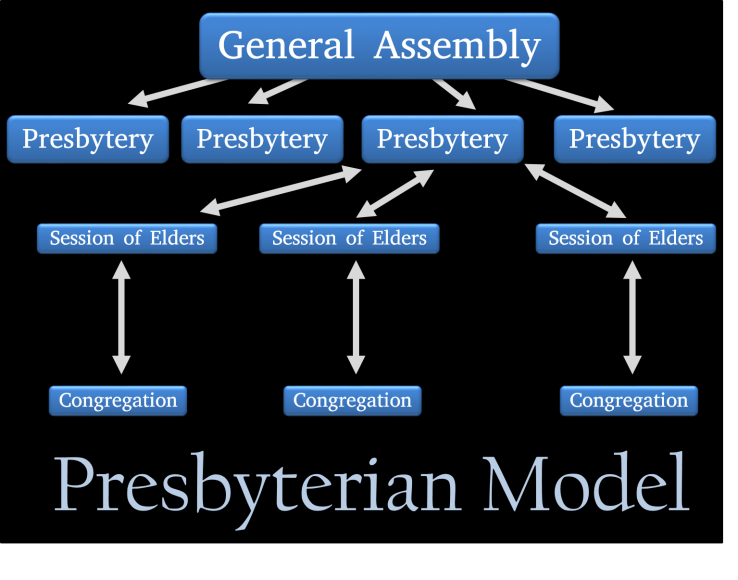 General Assembly
Presbytery Presbytery Presbytery Presbytery
Session of Elders Session of Elders Session of Elders
Congregation Congregation Congregation
Presbyterian Model